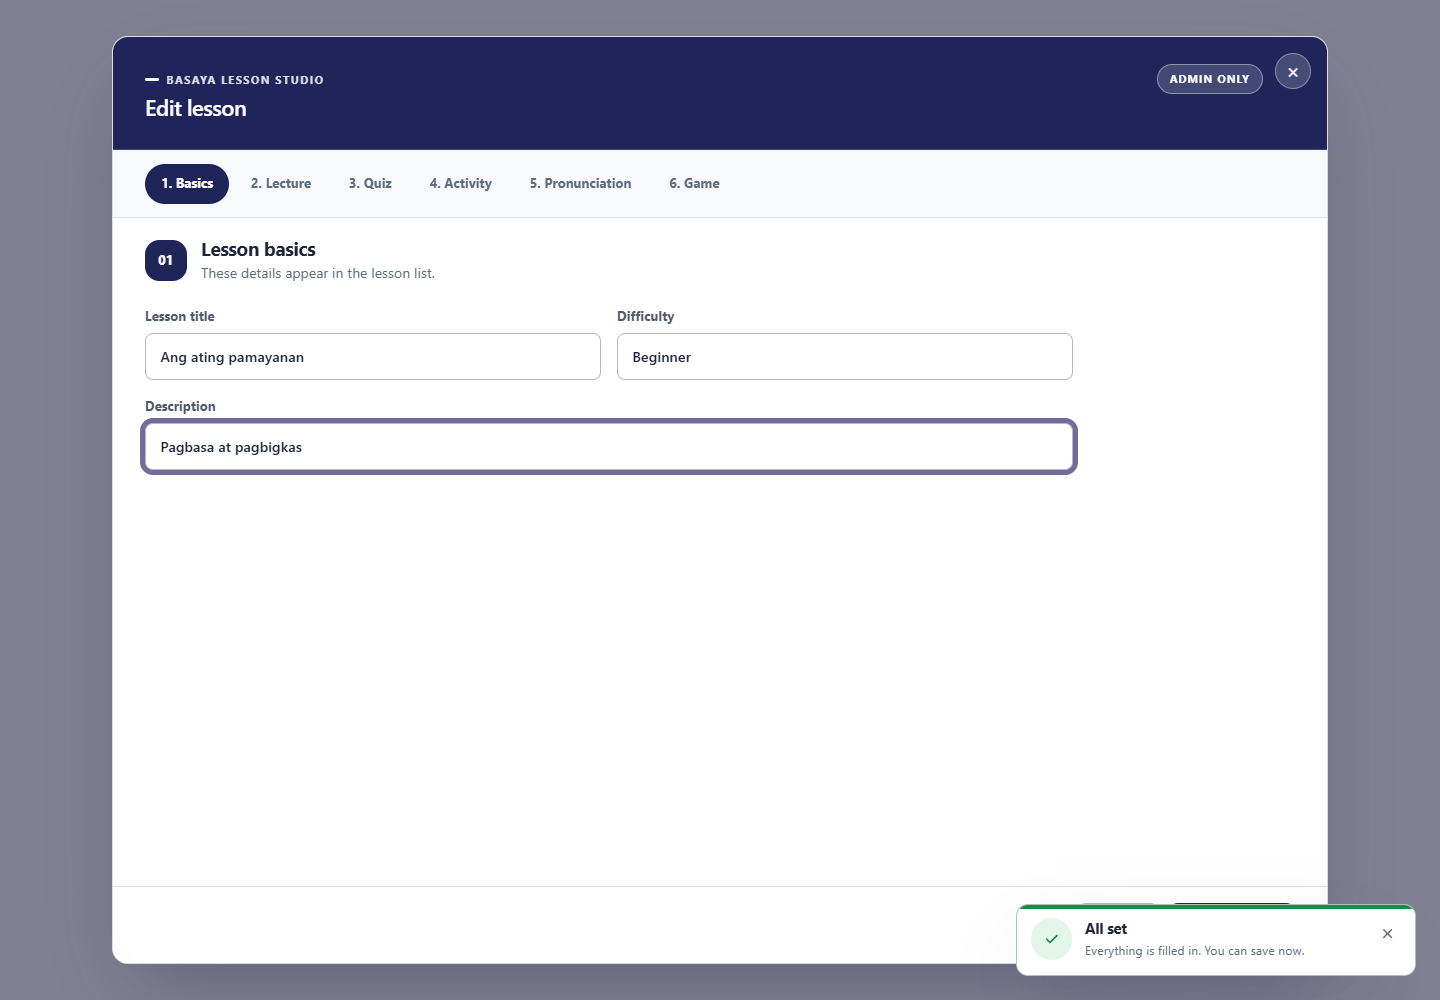 BASAYA LESSON STUDIO
Edit lesson
ADMIN ONLY
1. Basics
2. Lecture
3. Quiz
4. Activity
5. Pronunciation
6. Game
01
Lesson basics
These details appear in the lesson list.
Lesson title
Difficulty
Ang ating pamayanan
Beginner
Description
Pagbasa at pagbigkas
All set
Everything is filled in. You can save now.